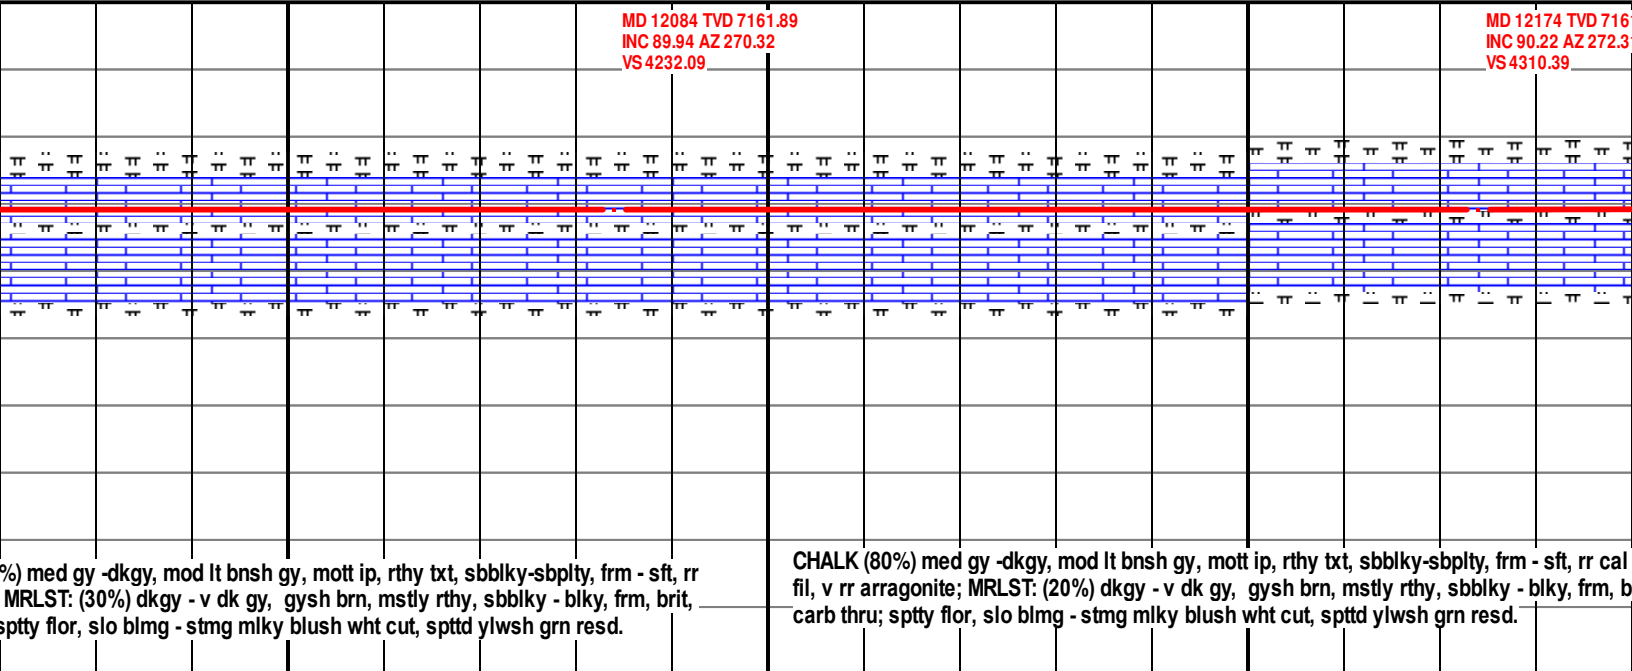 MD 12084 TVD 7161.89
INC 89.94 AZ 270.32
VS 4232.09
MD 12174 TVD 716
INC 90.22 AZ 272.3
VS 4310.39
%) med gy -dkgy, mod lt bnsh gy, mott ip, rthy txt, sbblky-sbplty, frm - sft, rr
MRLST: (30%) dkgy - v dk gy, gysh brn, mstly rthy, sbblky - blky, frm, brit,
sptty flor, slo blmg - stmg mlky blush wht cut, spttd ylwsh grn resd.
CHALK (80%) med gy -dkgy, mod lt bnsh gy, mott ip, rthy txt, sbblky-sbplty, frm - sft, rr cal
fil, v rr arragonite; MRLST: (20%) dkgy - v dk gy, gysh brn, mstly rthy, sbblky - blky, frm, b
carb thru; sptty flor, slo blmg - stmg mlky blush wht cut, spttd ylwsh grn resd.